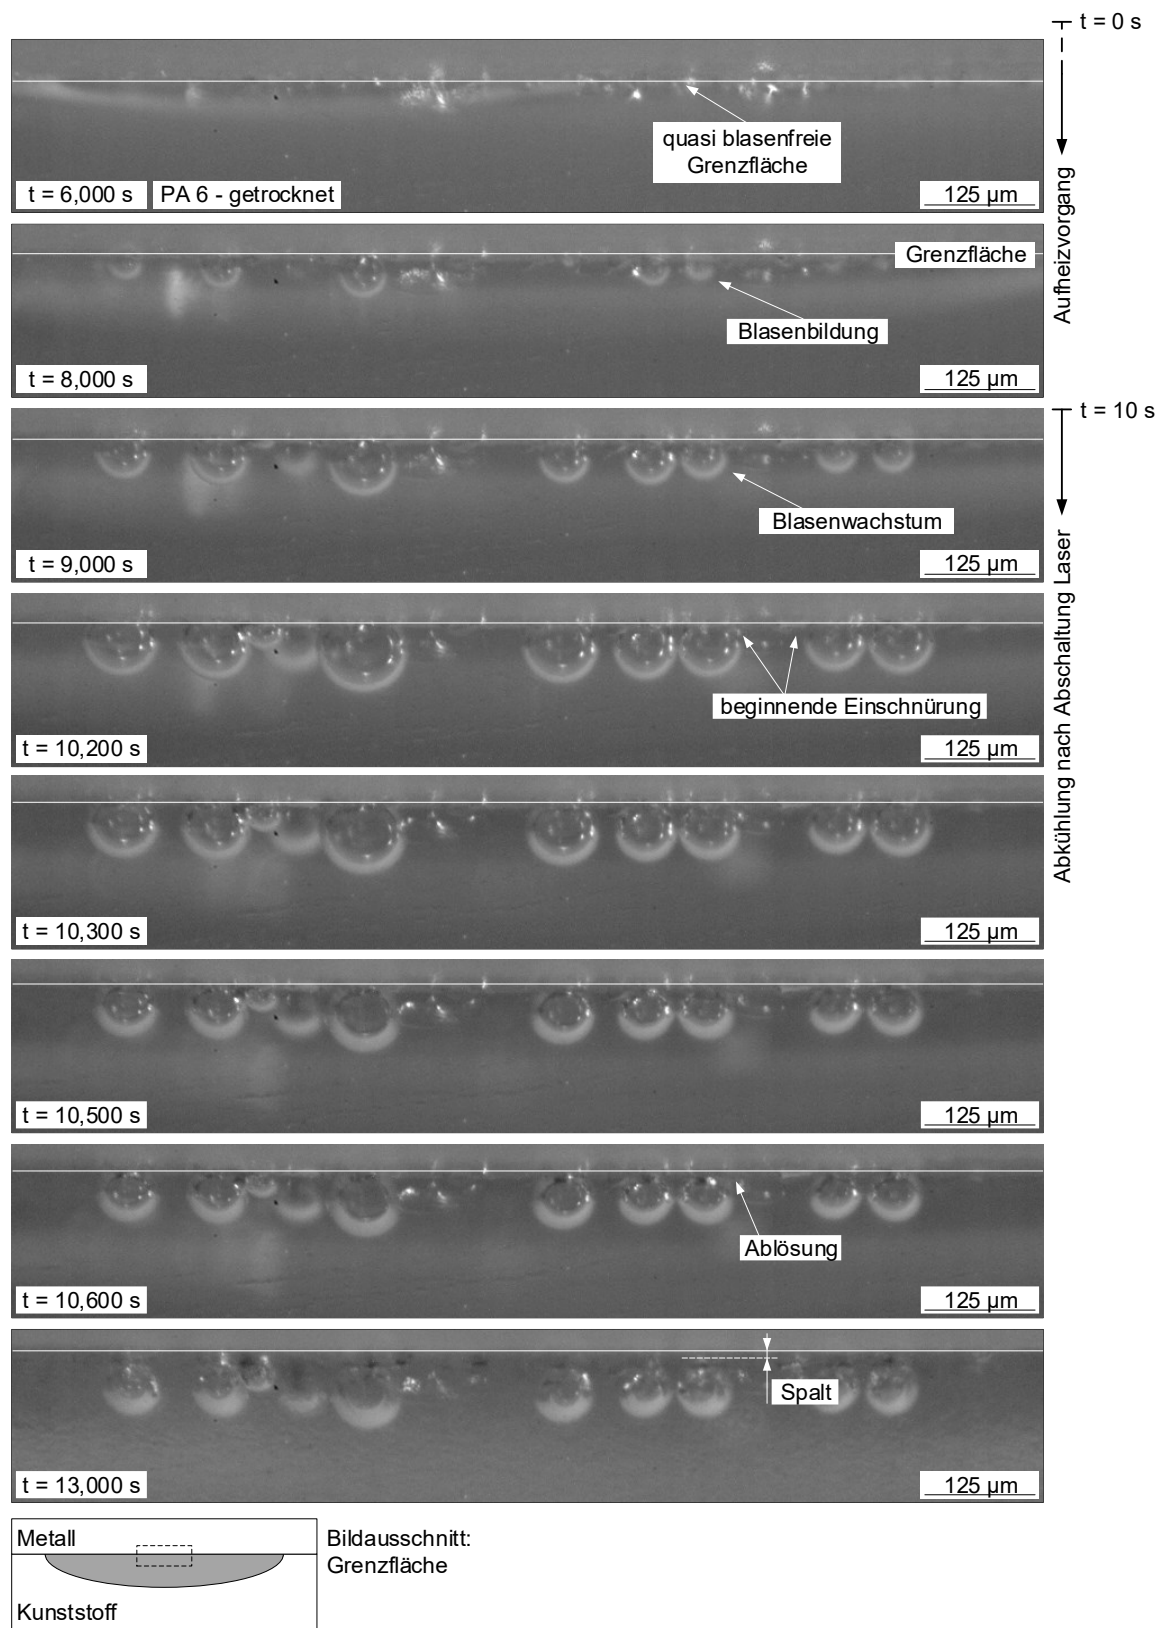 t = 0 s
quasi blasenfreie
Grenzfläche
t = 6,000 s
PA 6 - getrocknet
125 µm
Aufheizvorgang
Grenzfläche
Blasenbildung
t = 8,000 s
125 µm
t = 10 s
Blasenwachstum
t = 9,000 s
125 µm
Abkühlung nach Abschaltung Laser
beginnende Einschnürung
t = 10,200 s
125 µm
t = 10,300 s
125 µm
t = 10,500 s
125 µm
Ablösung
t = 10,600 s
125 µm
Spalt
t = 13,000 s
125 µm
Metall
Kunststoff
Bildausschnitt:
Grenzfläche